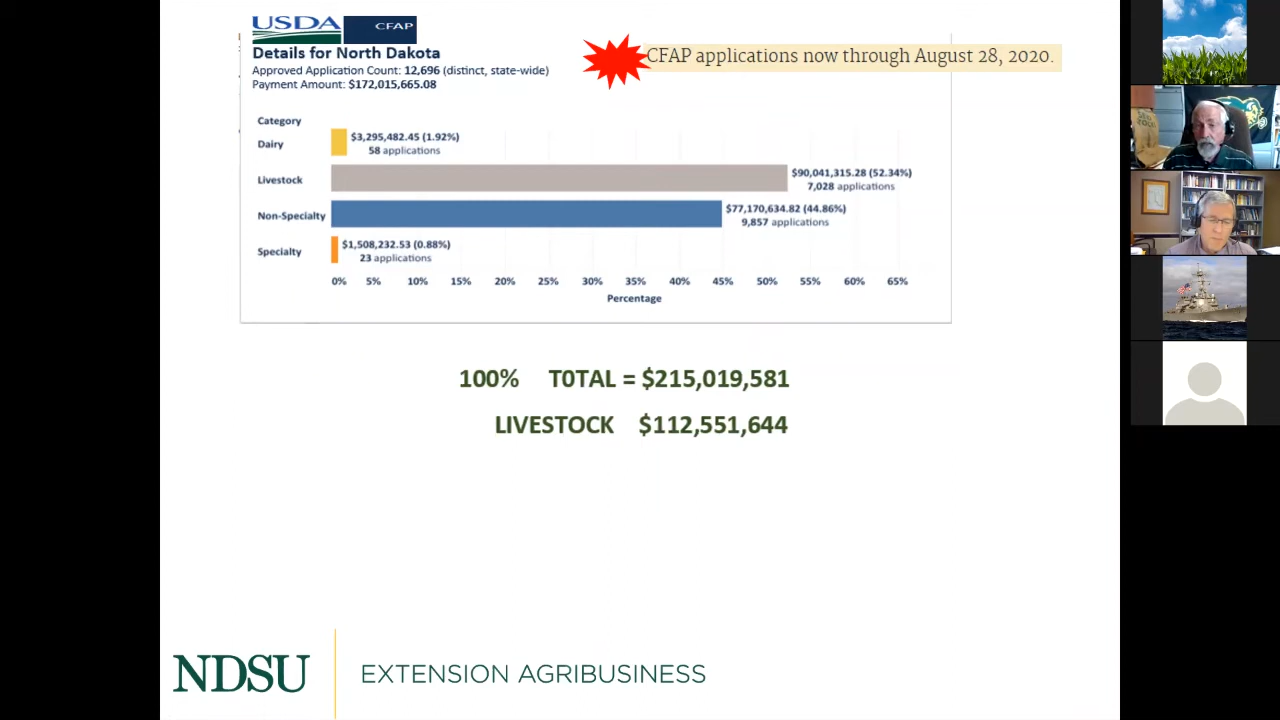 USDA CFAP
Details for North Dakota
Approved Application Count: 12,696 (distinct, state-wide)
Payment Amount: $172,015,665.08
CFAP applications now through August 28, 2020.
Category
Dairy
$3,295,482.45 (1.92%)
58 applications
Livestock
$90,041,315.28 (52.34%)
7,028 applications
Non-Specialty
$77,170,634.82 (44.86%)
9,857 applications
Specialty
$1,508,232.53 (0.88%)
23 applications
0% 5% 10% 15% 20% 25% 30% 35% 40% 45% 50% 55% 60% 65%
Percentage
100% T0TAL = $215,019,581
LIVESTOCK $112,551,644
NDSU EXTENSION AGRIBUSINESS